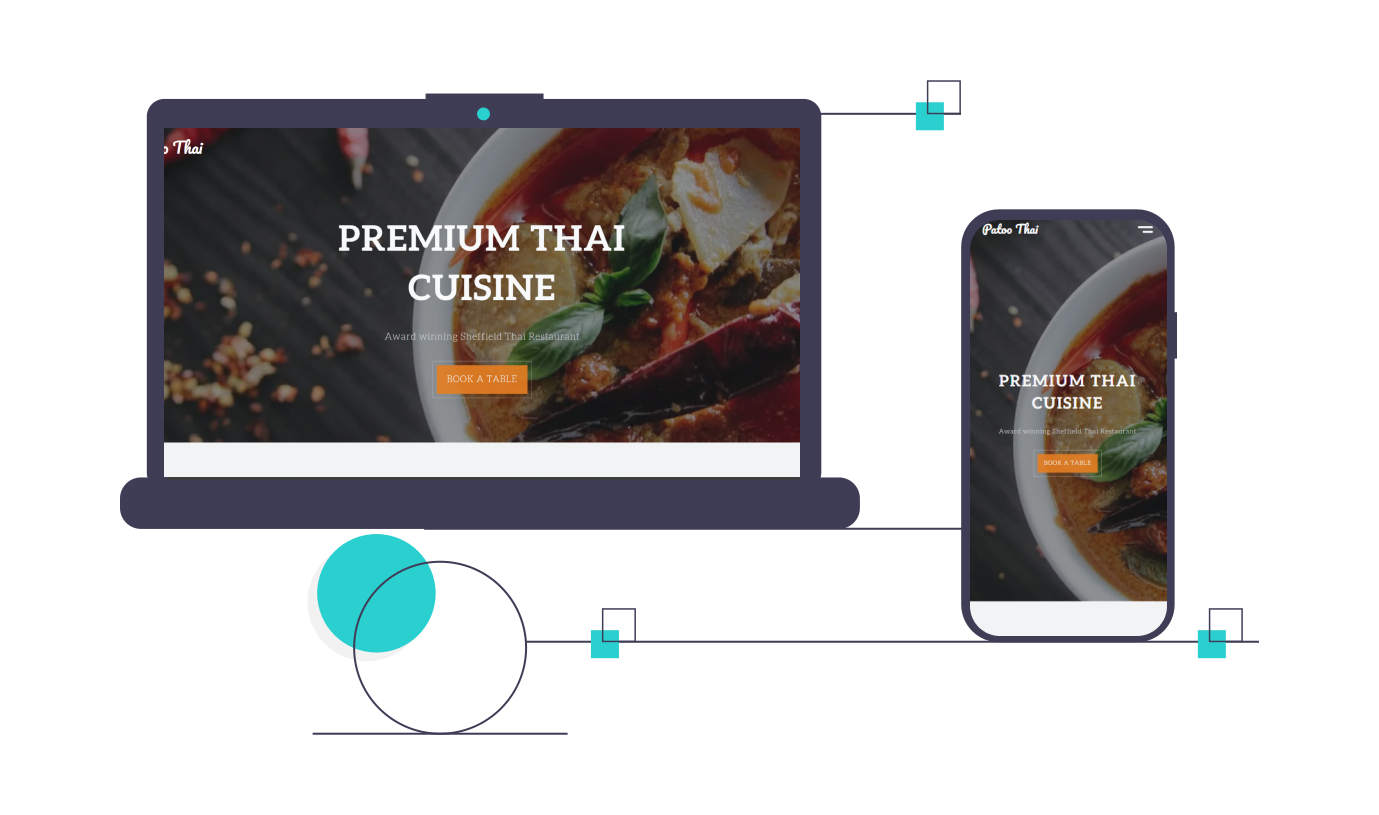 o Thai
PREMIUM THAI
CUISINE
Award winning Sheffield Thai Restaurant
BOOK A TABLE
Patoo Thai
PREMIUM THAI
CUISINE
Award winning Sheffield Thai Restaurant
BOOK A TABLE